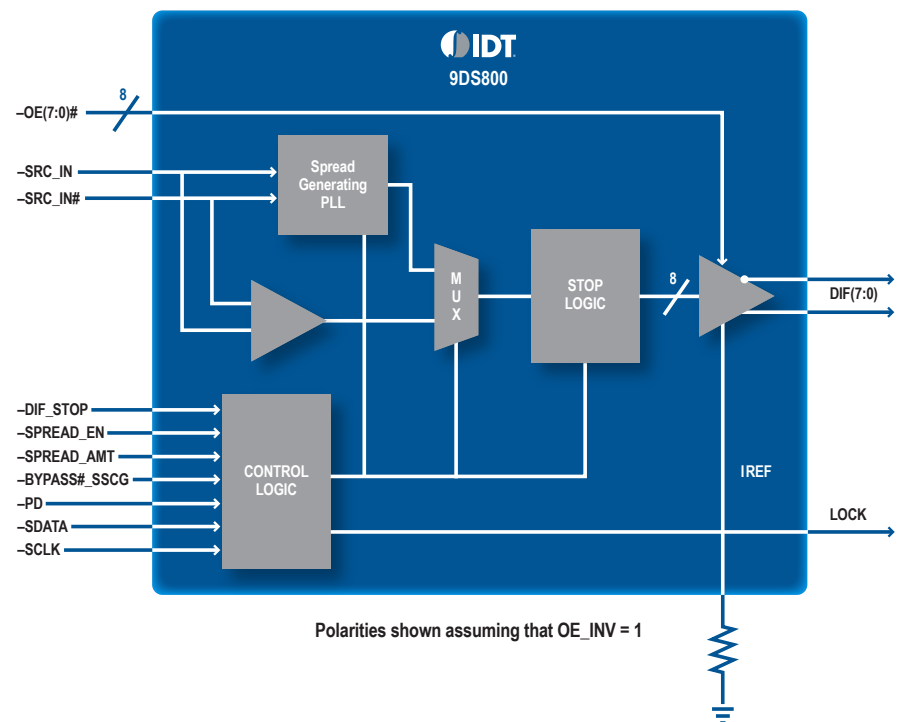 IDT
9DS800
8
–OE(7:0)#
–SRC_IN
–SRC_IN#
Spread
Generating
PLL
M
U
X
STOP
LOGIC
8
DIF(7:0)
–DIF_STOP
–SPREAD_EN
–SPREAD_AMT
–BYPASS#_SSCG
–PD
–SDATA
–SCLK
CONTROL
LOGIC
IREF
LOCK
Polarities shown assuming that OE_INV = 1